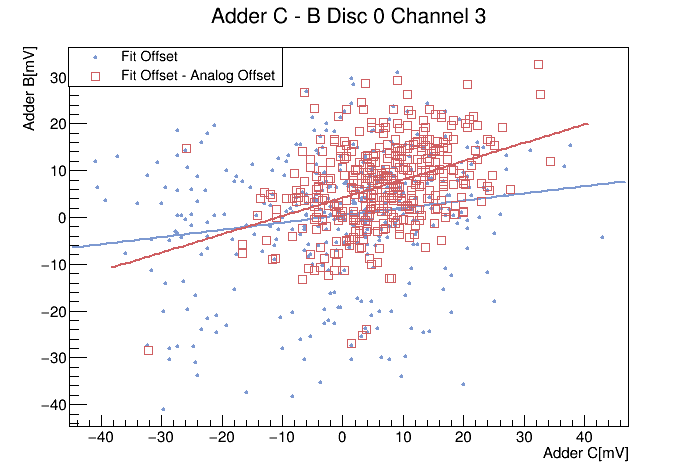 Adder C - B Disc 0 Channel 3
Adder B[mV]
Fit Offset
Fit Offset - Analog Offset
30
20
10
0
−10
−20
−30
−40
−40 −30 −20 −10 0 10 20 30 40
Adder C[mV]